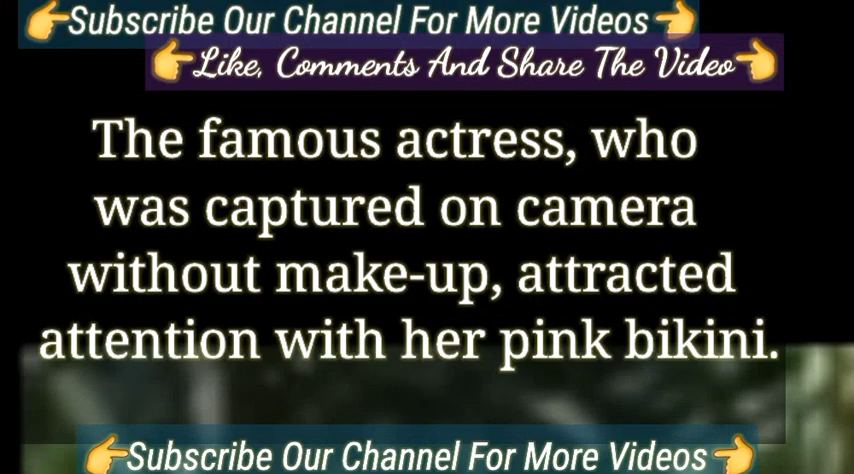 👉Subscribe Our Channel For More Videos👈
👉Like, Comments And Share The Video👈
The famous actress, who
was captured on camera
without make-up, attracted
attention with her pink bikini.
👉Subscribe Our Channel For More Videos👈